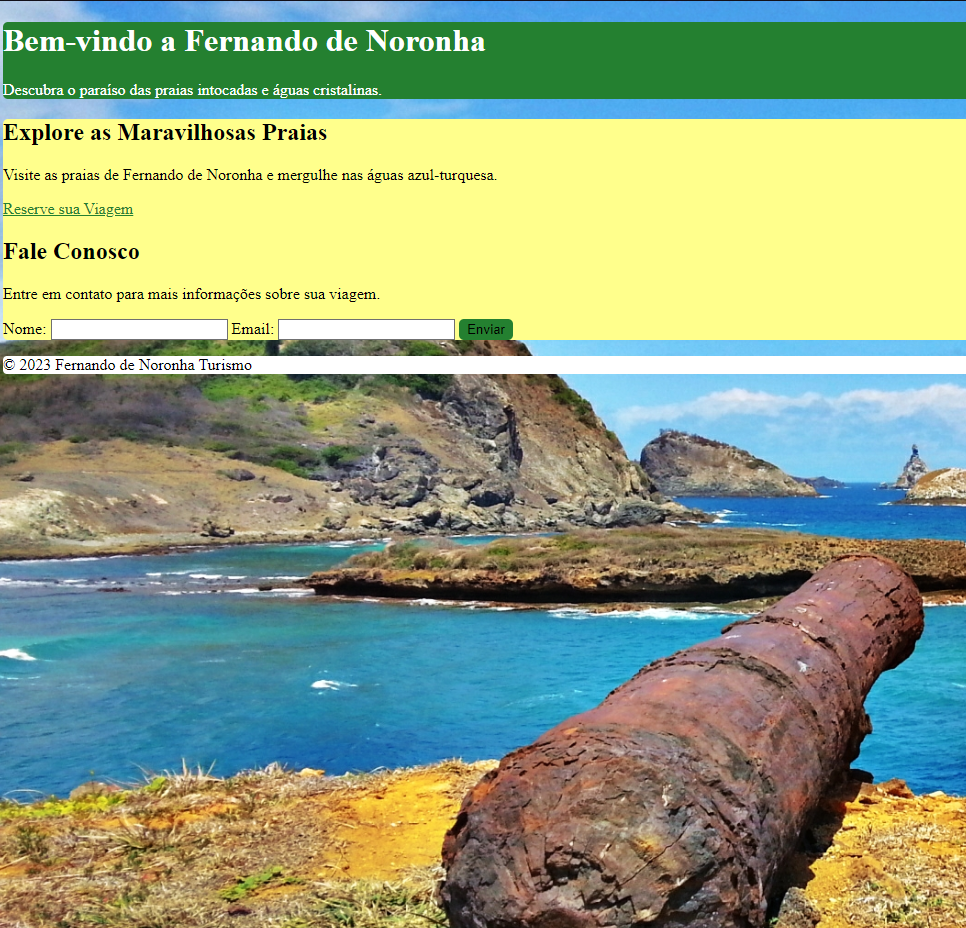 Bem-vindo a Fernando de Noronha
Descubra o paraíso das praias intocadas e águas cristalinas.
Explore as Maravilhosas Praias
Visite as praias de Fernando de Noronha e mergulhe nas águas azul-turquesa.
Reserve sua Viagem
Fale Conosco
Entre em contato para mais informações sobre sua viagem.
Nome: Email: Enviar
© 2023 Fernando de Noronha Turismo